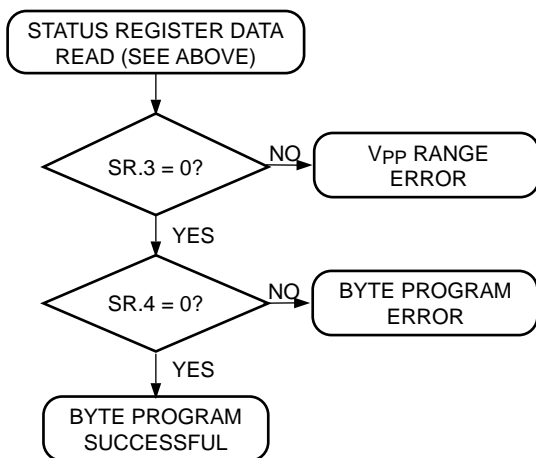 STATUS REGISTER DATA
READ (SEE ABOVE)
SR.3 = 0?
NO
VPP RANGE
ERROR
YES
SR.4 = 0?
NO
BYTE PROGRAM
ERROR
YES
BYTE PROGRAM
SUCCESSFUL